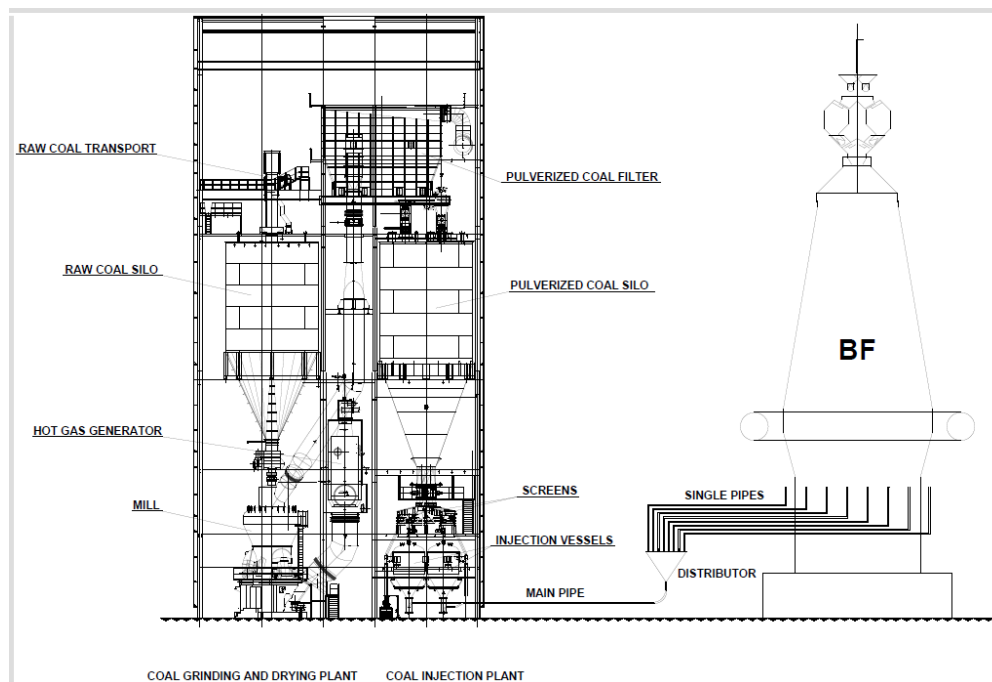 RAW COAL TRANSPORT
PULVERIZED COAL FILTER
RAW COAL SILO
PULVERIZED COAL SILO
BF
HOT GAS GENERATOR
SCREENS
SINGLE PIPES
MILL
INJECTION VESSELS
DISTRIBUTOR
MAIN PIPE
COAL GRINDING AND DRYING PLANT
COAL INJECTION PLANT